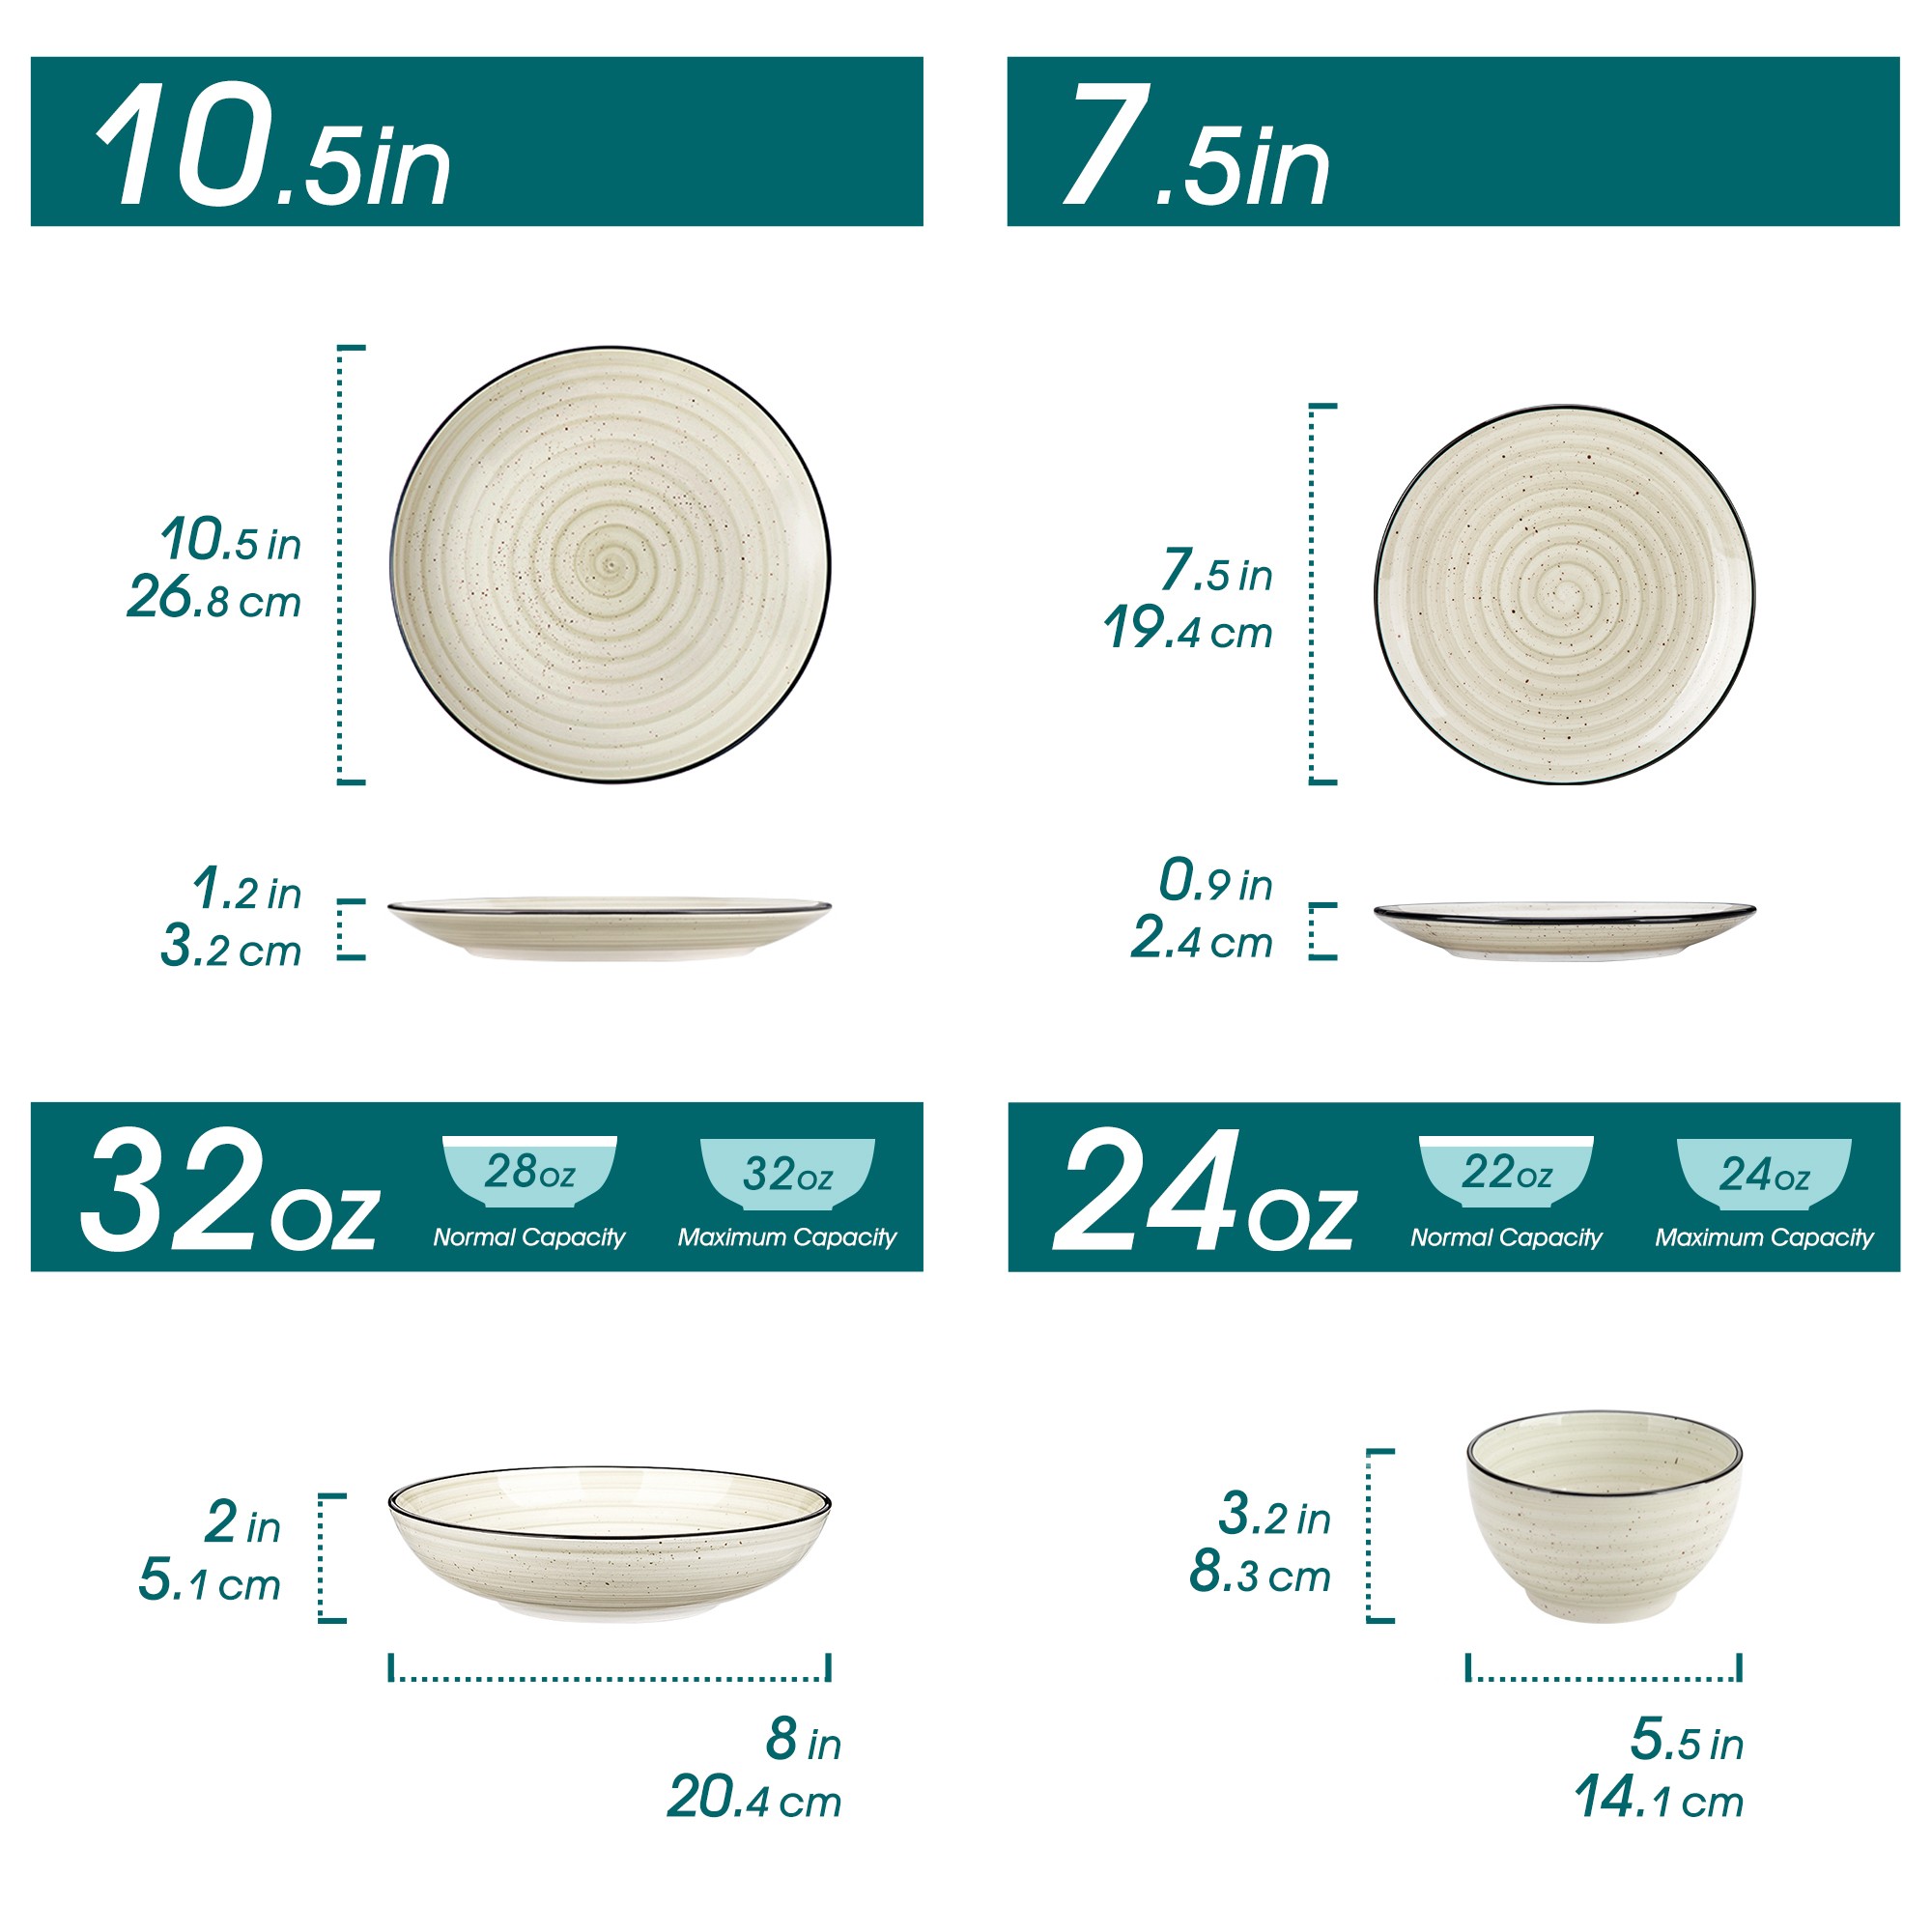 10.5in
7.5in
10.5 in
26.8 cm
7.5 in
19.4 cm
1.2 in
3.2 cm
0.9 in
2.4 cm
32oz
28oz
Normal Capacity
32oz
Maximum Capacity
24oz
22oz
Normal Capacity
24oz
Maximum Capacity
2 in
5.1 cm
8 in
20.4 cm
3.2 in
8.3 cm
5.5 in
14.1 cm